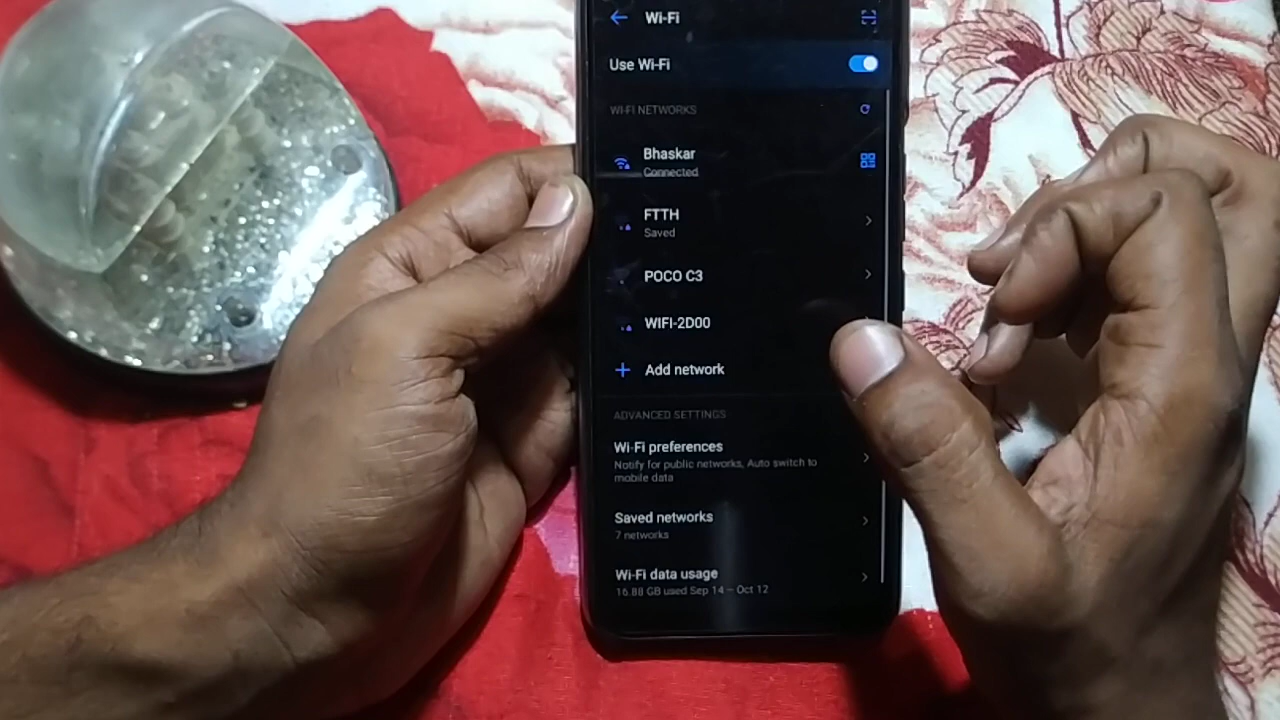 Wi-Fi
Use Wi-Fi
WI-FI NETWORKS
Bhaskar
Connected
FTTH
Saved
POCO C3
WIFI-2D00
Add network
ADVANCED SETTINGS
Wi-Fi preferences
Notify for public networks, Auto switch to
mobile data
Saved networks
7 networks
Wi-Fi data usage
16.88 GB used Sep 14 – Oct 12